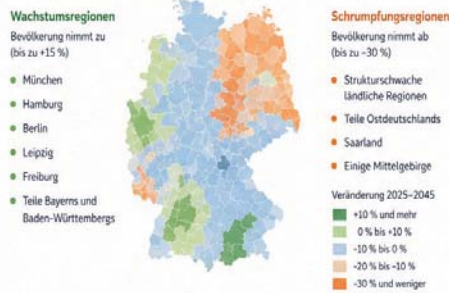 Wachstumsregionen
Bevölkerung nimmt zu
(bis zu +15 %)
München
Hamburg
Berlin
Leipzig
Freiburg
Teile Bayerns und
Baden-Württembergs
Schrumpfungsregionen
Bevölkerung nimmt ab
(bis zu –30 %)
Strukturschwache
ländliche Regionen
Teile Ostdeutschlands
Saarland
Einige Mittelgebirge
Veränderung 2025–2045
+10 % und mehr
0 % bis +10 %
-10 % bis 0 %
-20 % bis –10 %
-30 % und weniger